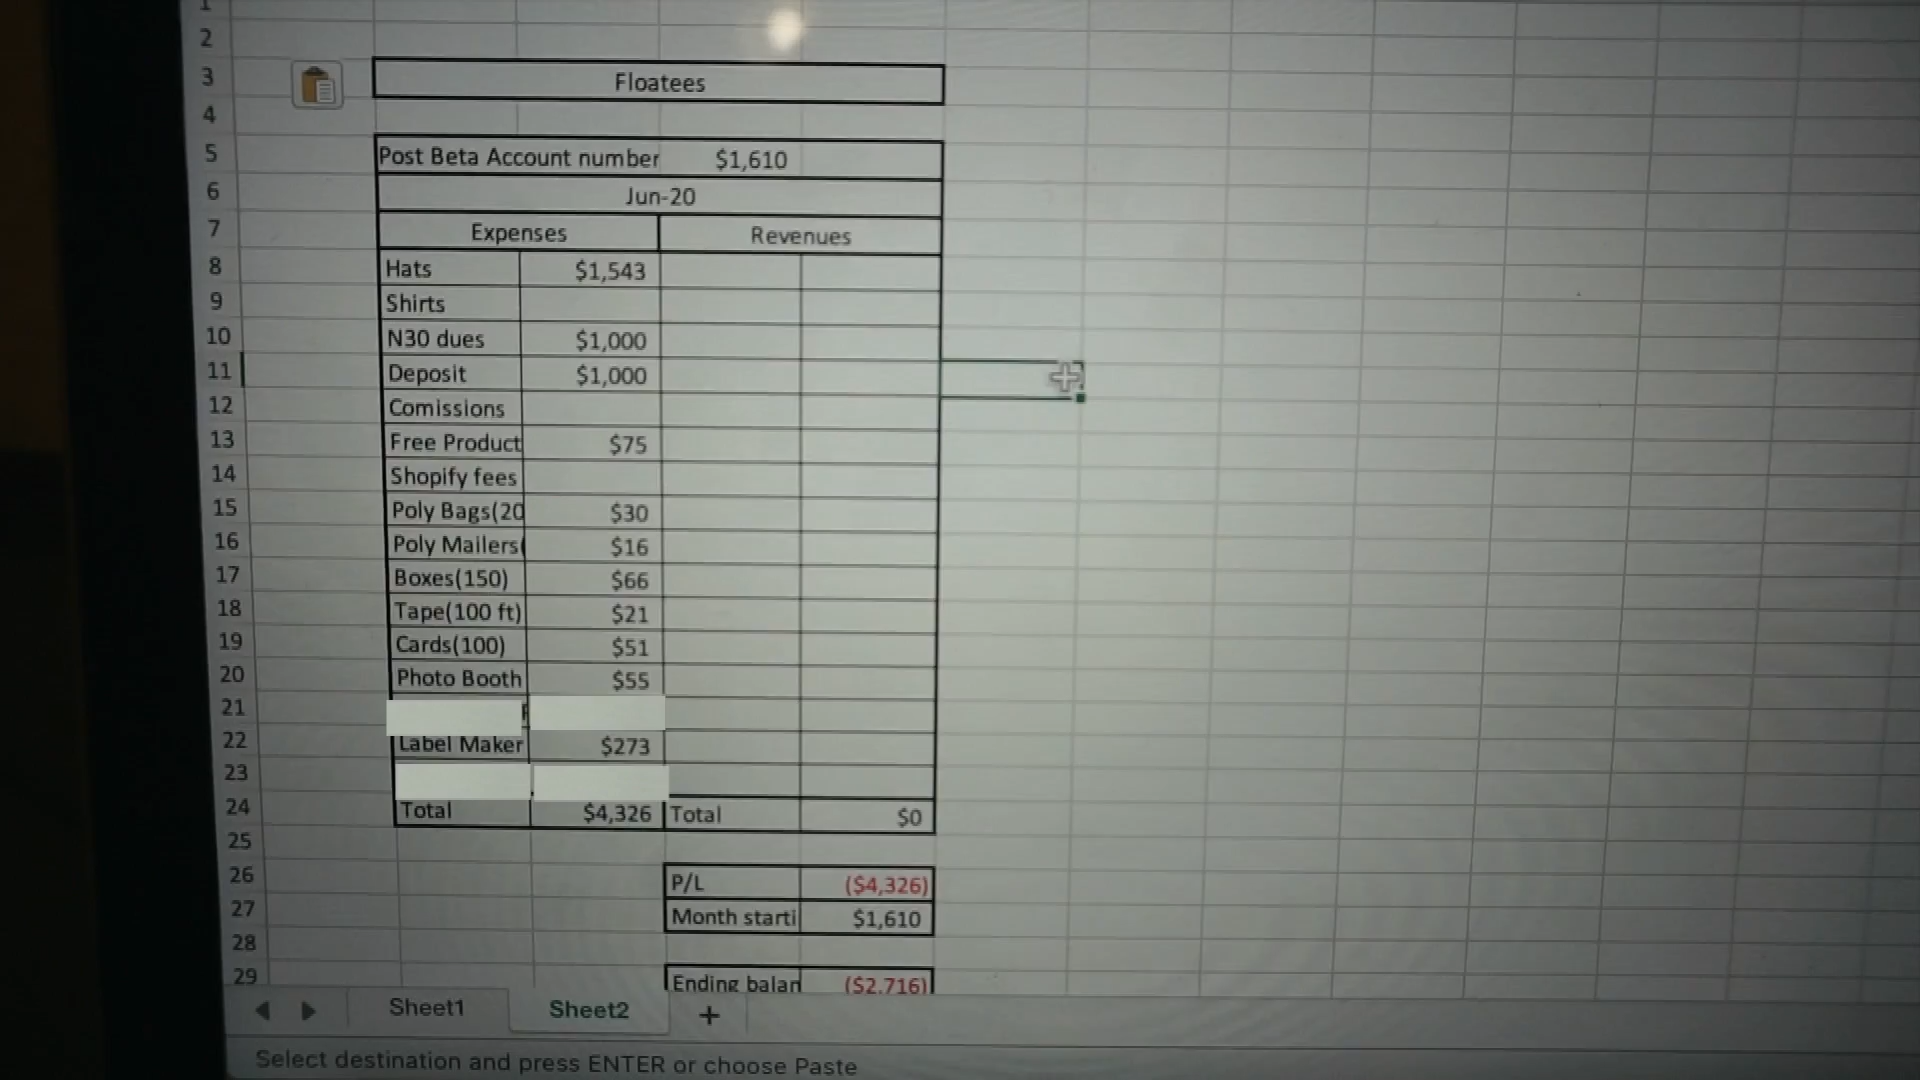 1
2
3 Floatees
4
5 Post Beta Account number $1,610
6 Jun-20
7 Expenses Revenues
8 Hats $1,543
9 Shirts
10 N30 dues $1,000
11 Deposit $1,000
12 Comissions
13 Free Product $75
14 Shopify fees
15 Poly Bags(20 $30
16 Poly Mailers( $16
17 Boxes(150) $66
18 Tape(100 ft) $21
19 Cards(100) $51
20 Photo Booth $55
21
22 Label Maker $273
23
24 Total $4,326 Total $0
25
26 P/L ($4,326)
27 Month starti $1,610
28
29 Ending balan ($2,716)
Sheet1 Sheet2 +
Select destination and press ENTER or choose Paste